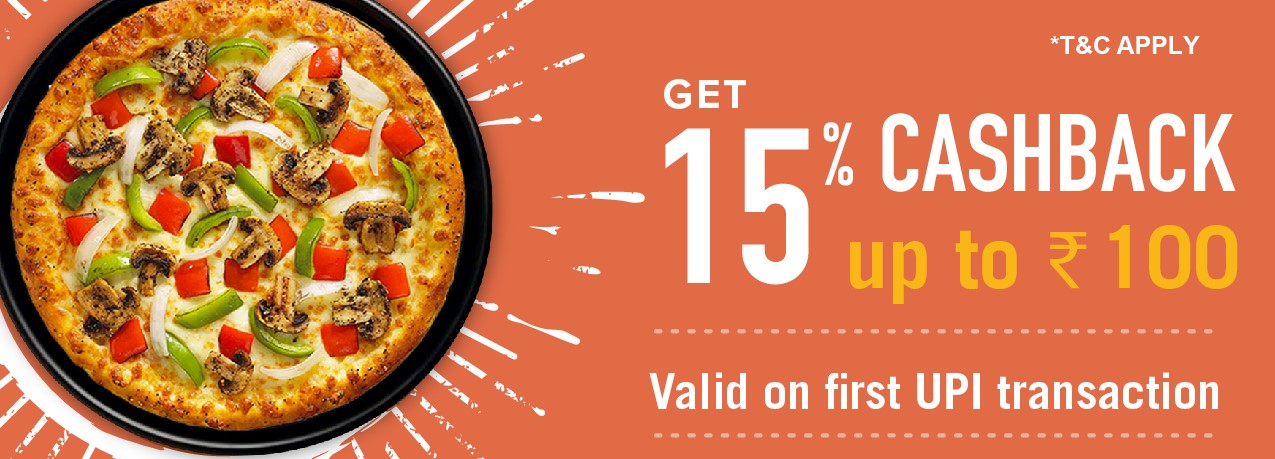 *T&C APPLY
GET
15% CASHBACK
up to ₹ 100
Valid on first UPI transaction